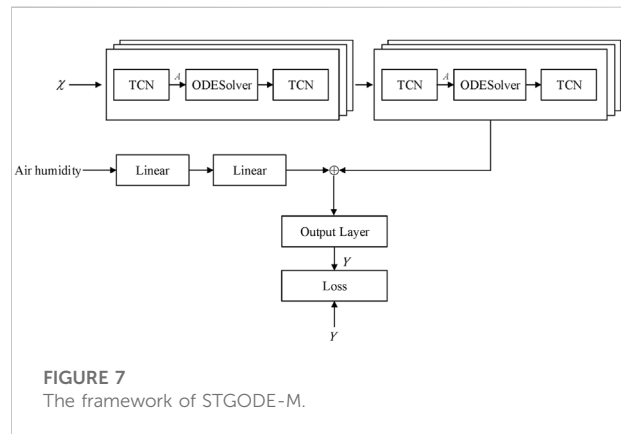 χ
TCN
A
ODESolver
TCN
TCN
A
ODESolver
TCN
Air humidity
Linear
Linear
⊕
Output Layer
Y
Loss
Y
FIGURE 7
The framework of STGODE-M.